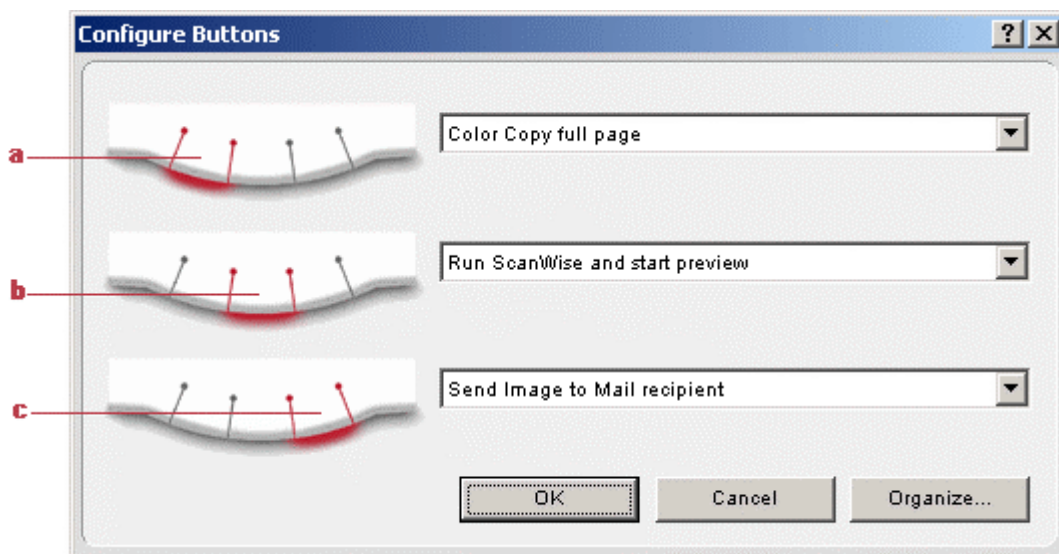 Configure Buttons
a
Color Copy full page
b
Run ScanWise and start preview
c
Send Image to Mail recipient
OK
Cancel
Organize...